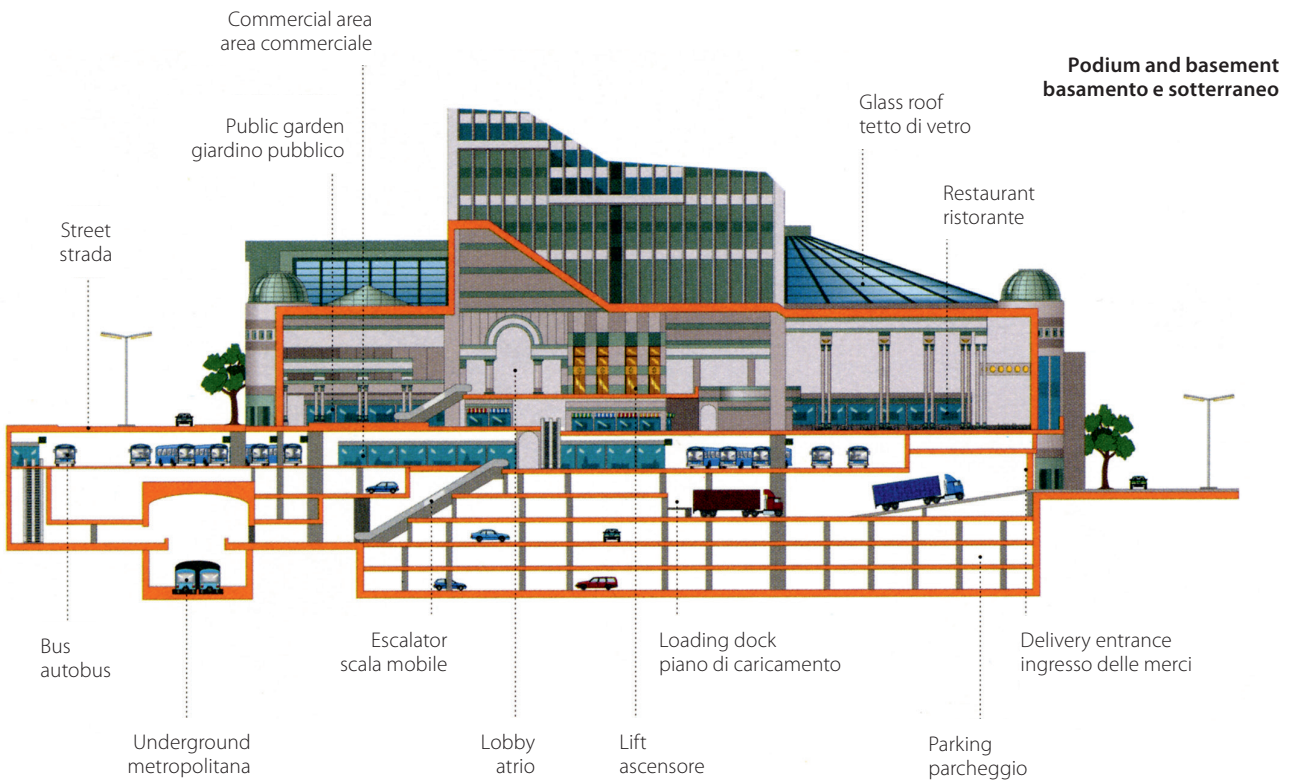 Commercial area
area commerciale
Podium and basement
basamento e sotterraneo
Glass roof
tetto di vetro
Public garden
giardino pubblico
Restaurant
ristorante
Street
strada
Bus
autobus
Escalator
scala mobile
Loading dock
piano di caricamento
Delivery entrance
ingresso delle merci
Underground
metropolitana
Lobby
atrio
Lift
ascensore
Parking
parcheggio